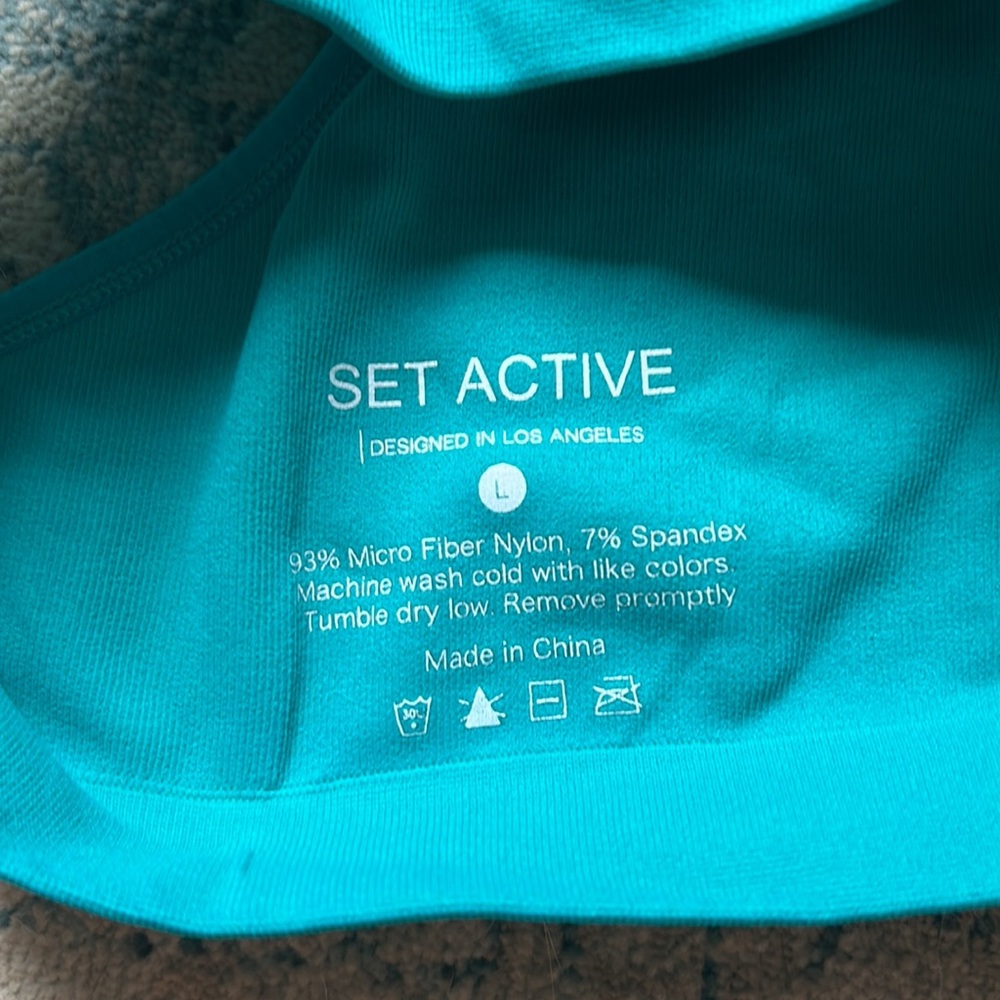 SET ACTIVE
DESIGNED IN LOS ANGELES
L
93% Micro Fiber Nylon, 7% Spandex
Machine wash cold with like colors.
Tumble dry low. Remove promptly
Made in China
30